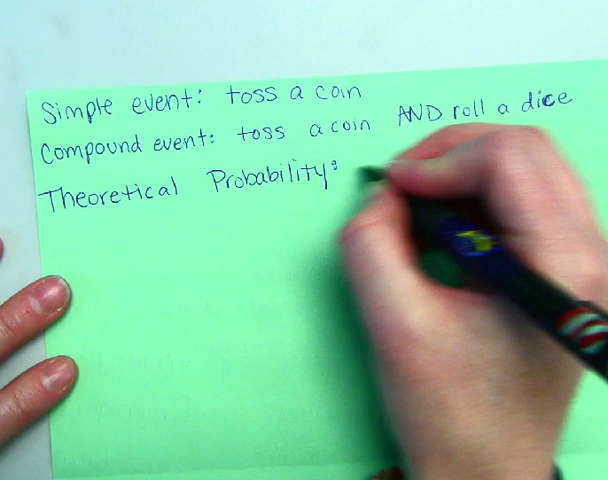 Simple event: toss a coin
Compound event: toss a coin AND roll a dice
Theoretical Probability: